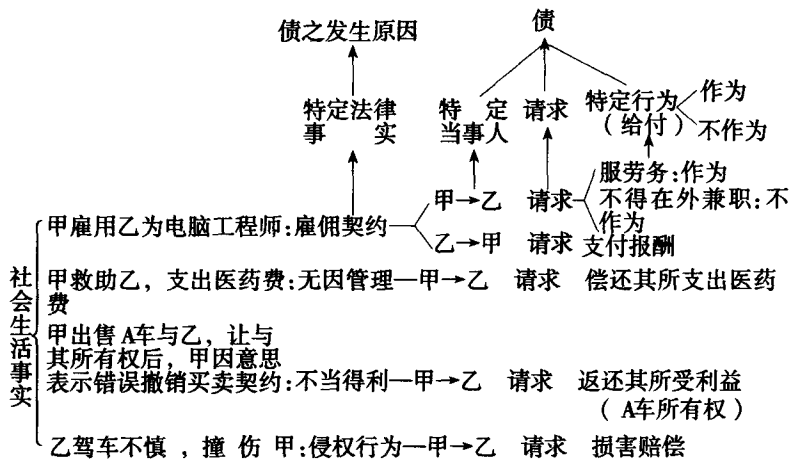 债之发生原因
债
特定法律
事实
特定
当事人
请求
特定行为
(给付)
作为
不作为
服劳务:作为
甲→乙 请求 不得在外兼职:不
作为
甲雇用乙为电脑工程师:雇佣契约
乙→甲 请求 支付报酬
社会生活事实
甲救助乙,支出医药费:无因管理—甲→乙 请求 偿还其所支出医药
费
甲出售A车与乙,让与
其所有权后,甲因意思
表示错误撤销买卖契约:不当得利—甲→乙 请求 返还其所受利益
(A车所有权)
乙驾车不慎,撞伤甲:侵权行为—甲→乙 请求 损害赔偿